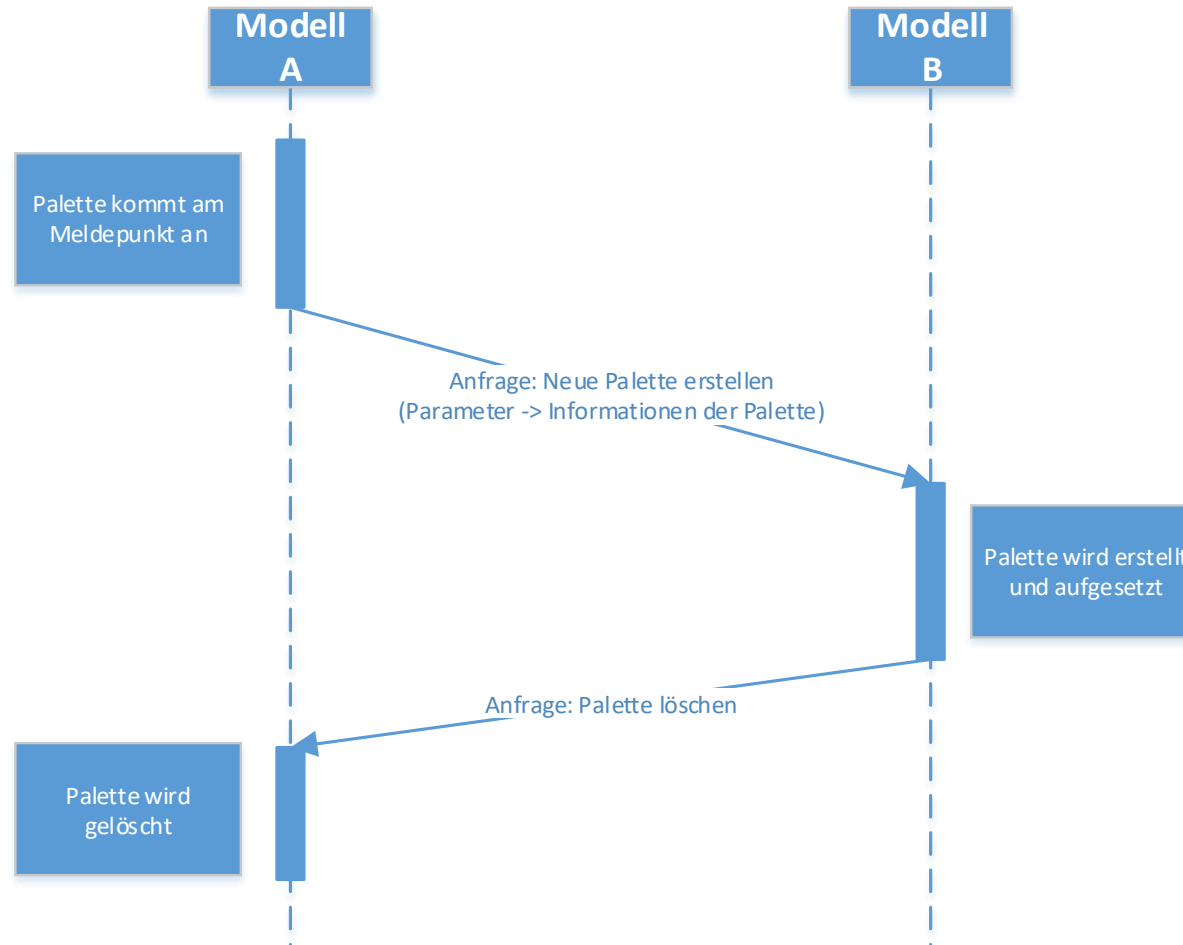 Modell
A
Modell
B
Palette kommt am
Meldepunkt an
Anfrage: Neue Palette erstellen
(Parameter -> Informationen der Palette)
Palette wird erstellt
und aufgesetzt
Anfrage: Palette löschen
Palette wird
gelöscht